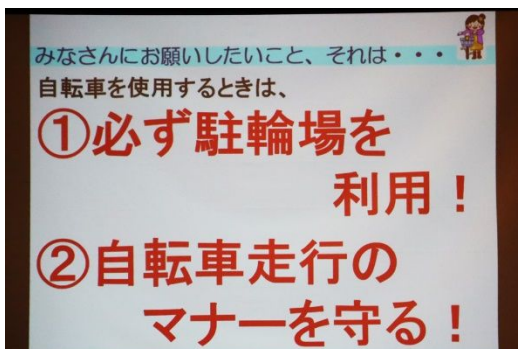 みなさんにお願いしたいこと、それは・・・
自転車を使用するときは、
①必ず駐輪場を
利用！
②自転車走行の
マナーを守る！